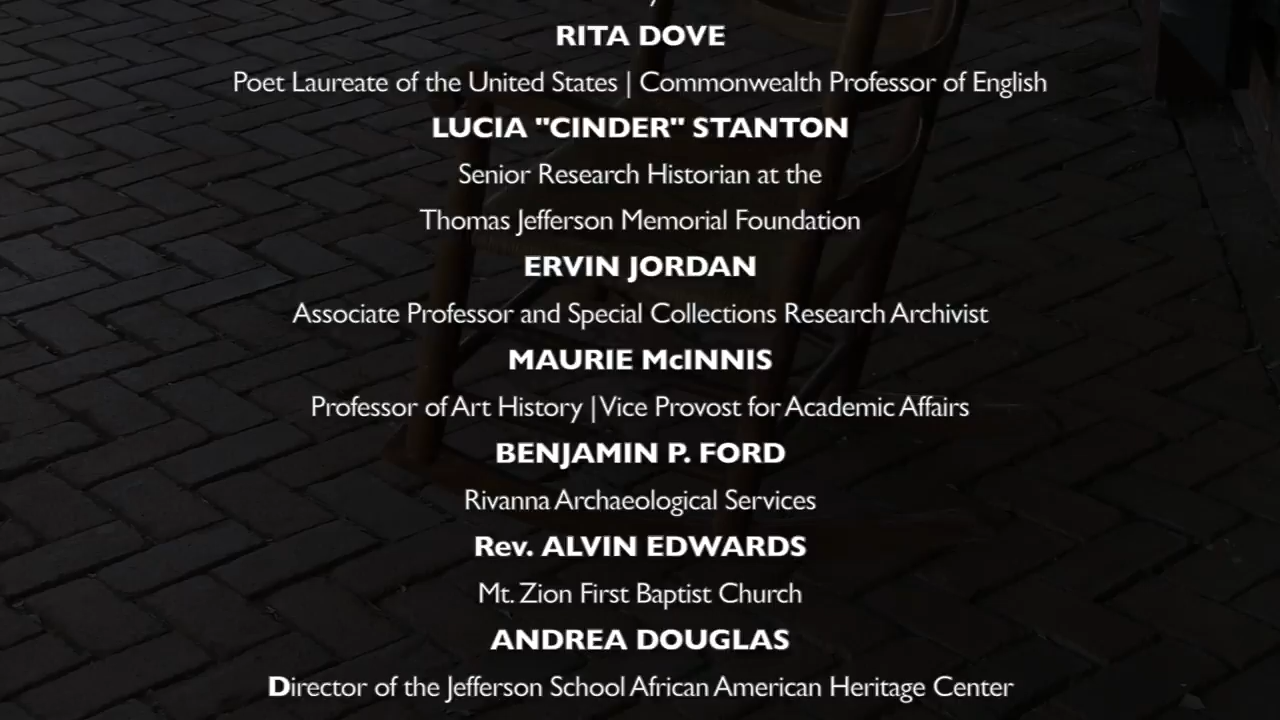 RITA DOVE
Poet Laureate of the United States | Commonwealth Professor of English
LUCIA "CINDER" STANTON
Senior Research Historian at the
Thomas Jefferson Memorial Foundation
ERVIN JORDAN
Associate Professor and Special Collections Research Archivist
MAURIE McINNIS
Professor of Art History | Vice Provost for Academic Affairs
BENJAMIN P. FORD
Rivanna Archaeological Services
Rev. ALVIN EDWARDS
Mt. Zion First Baptist Church
ANDREA DOUGLAS
Director of the Jefferson School African American Heritage Center